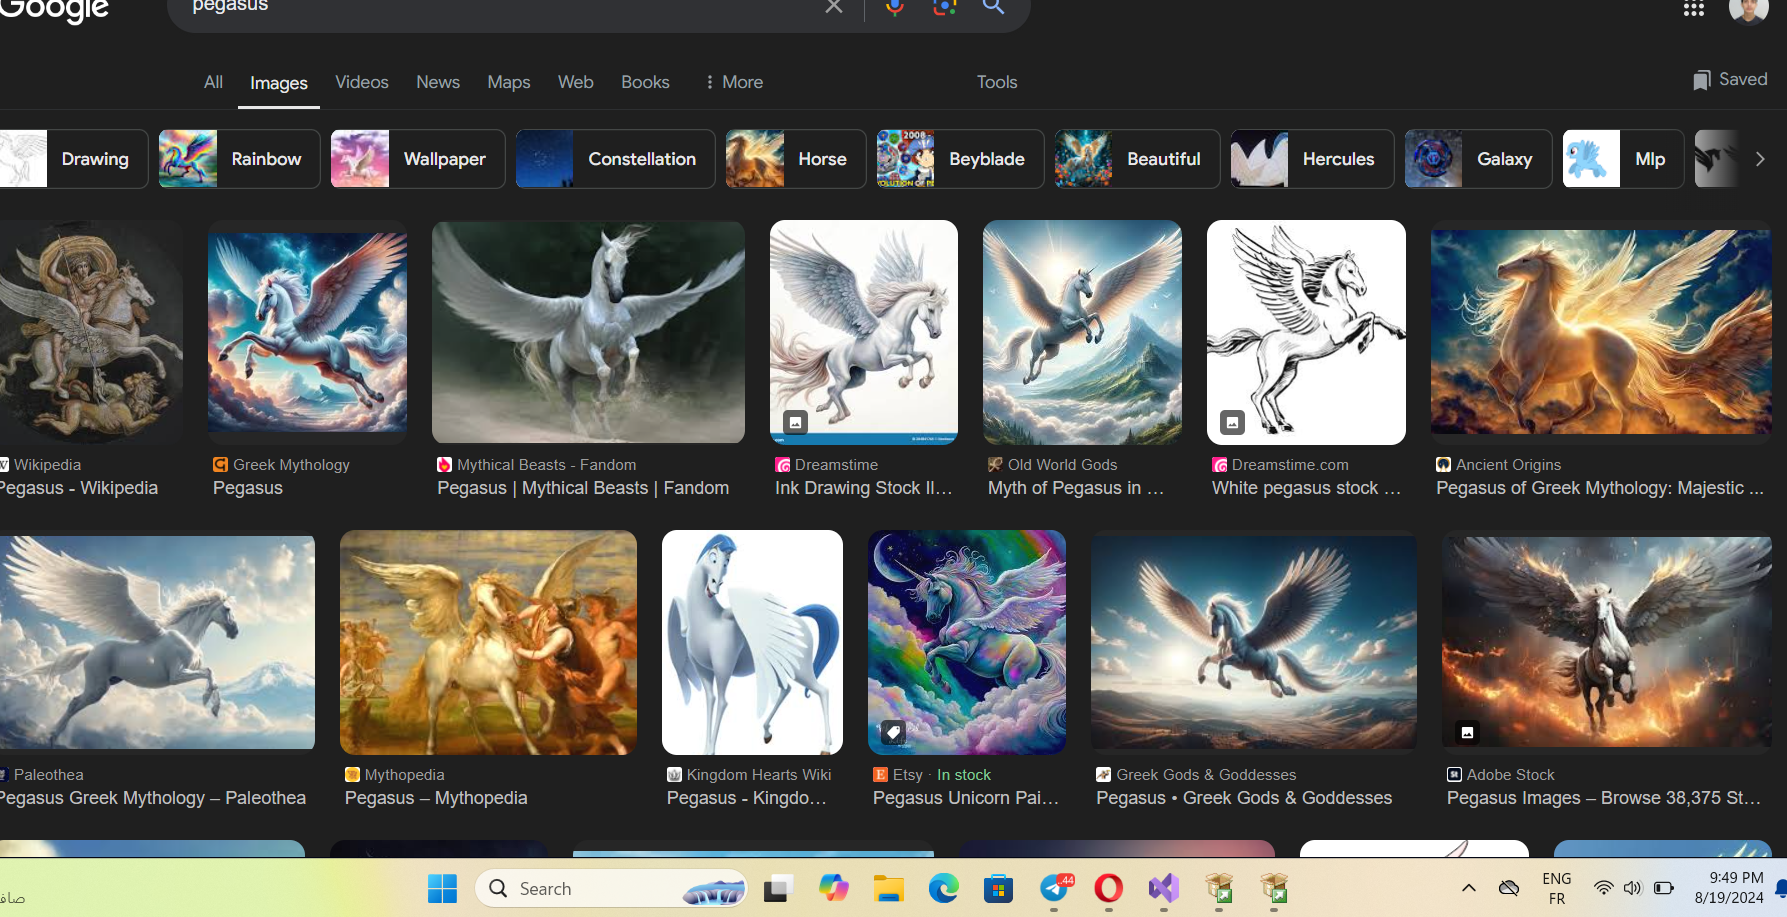 Google
pegasus
All Images Videos News Maps Web Books More Tools Saved
Drawing Rainbow Wallpaper Constellation Horse Beyblade Beautiful Hercules Galaxy Mlp
2008 -
W Wikipedia
Pegasus - Wikipedia
Greek Mythology
Pegasus
Mythical Beasts - Fandom
Pegasus | Mythical Beasts | Fandom
Dreamstime
Ink Drawing Stock Il...
Old World Gods
Myth of Pegasus in ...
Dreamstime.com
White pegasus stock ...
Ancient Origins
Pegasus of Greek Mythology: Majestic ...
Paleothea
Pegasus Greek Mythology – Paleothea
Mythopedia
Pegasus – Mythopedia
Kingdom Hearts Wiki
Pegasus - Kingdo...
E Etsy · In stock
Pegasus Unicorn Pai...
Greek Gods & Goddesses
Pegasus • Greek Gods & Goddesses
St Adobe Stock
Pegasus Images – Browse 38,375 St...
صاف
Search
..44
ENG
FR
9:49 PM
8/19/2024